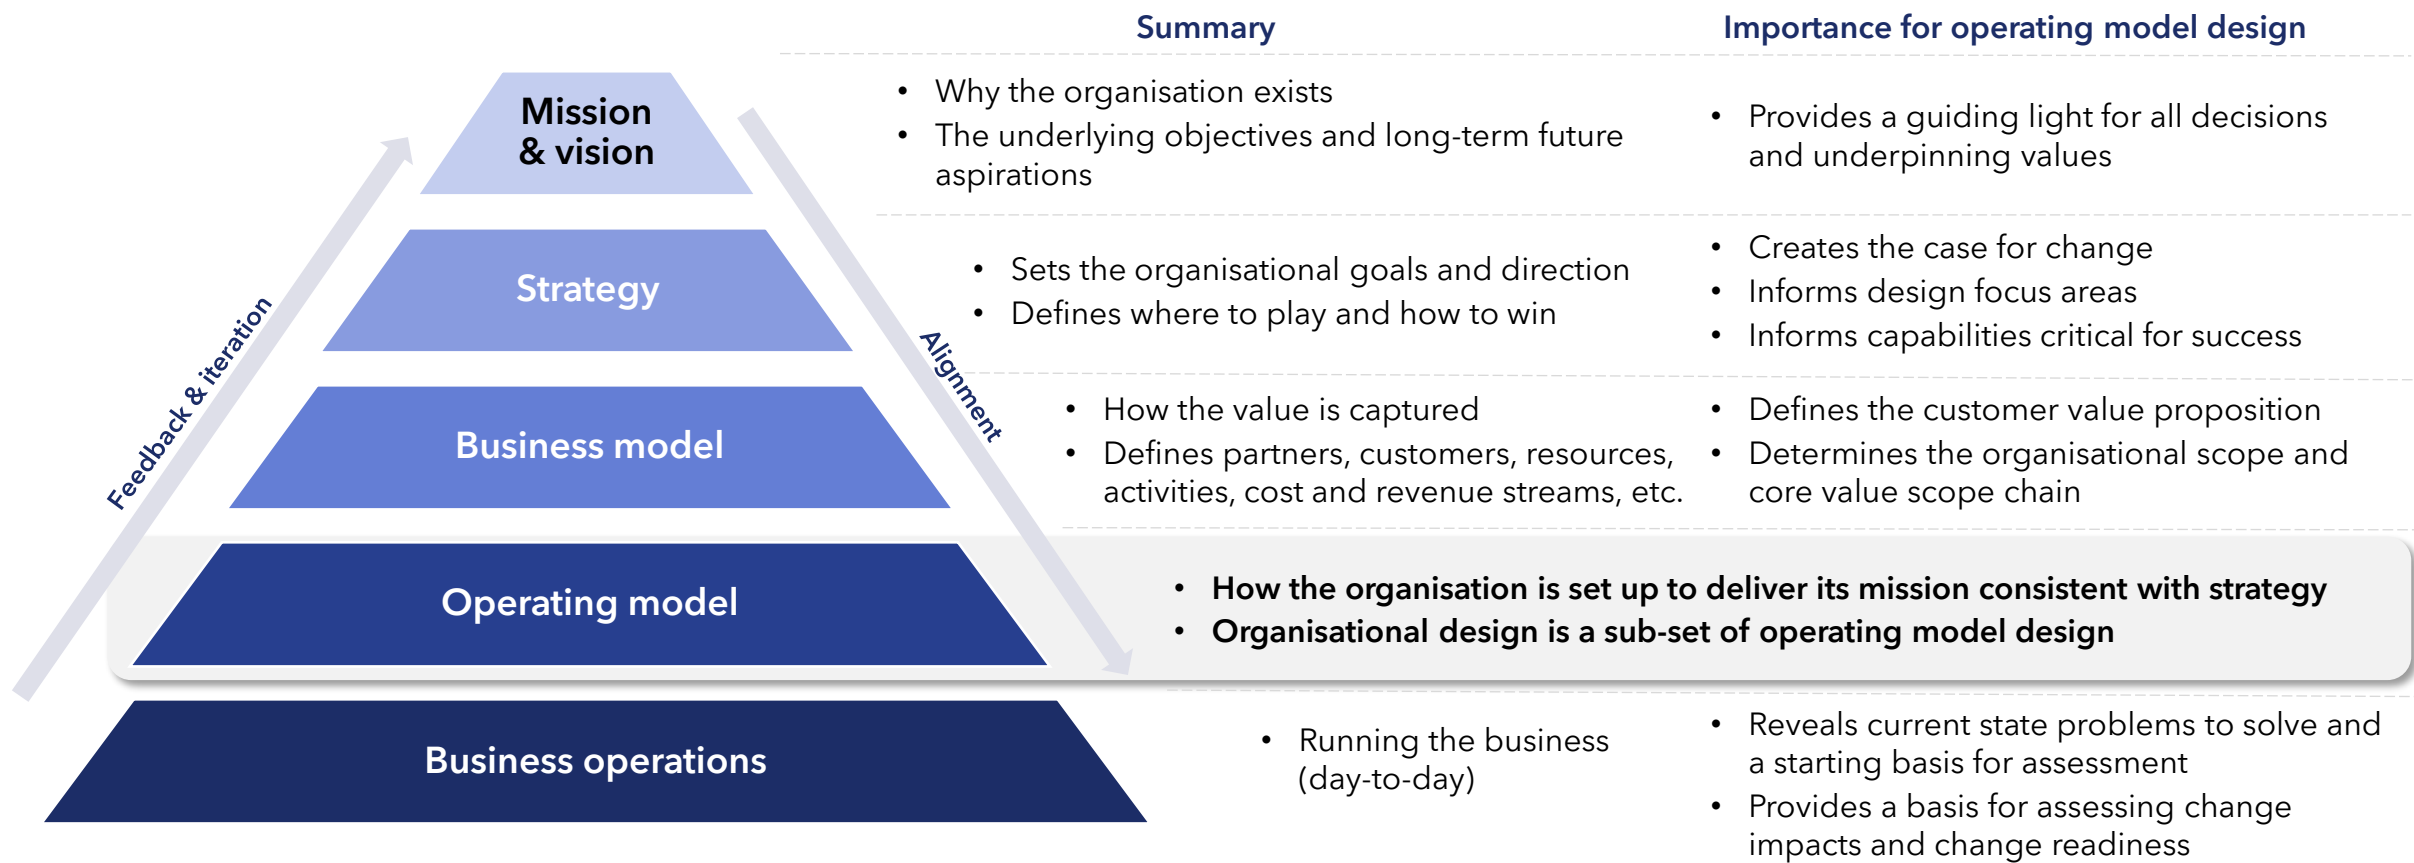 Summary
Importance for operating model design
Mission
& vision
• Why the organisation exists
• The underlying objectives and long-term future
aspirations
• Provides a guiding light for all decisions
and underpinning values
Strategy
• Sets the organisational goals and direction
• Defines where to play and how to win
• Creates the case for change
• Informs design focus areas
• Informs capabilities critical for success
Feedback & iteration
Alignment
Business model
• How the value is captured
• Defines partners, customers, resources,
activities, cost and revenue streams, etc.
• Defines the customer value proposition
• Determines the organisational scope and
core value scope chain
Operating model
• How the organisation is set up to deliver its mission consistent with strategy
• Organisational design is a sub-set of operating model design
Business operations
• Running the business
(day-to-day)
• Reveals current state problems to solve and
a starting basis for assessment
• Provides a basis for assessing change
impacts and change readiness